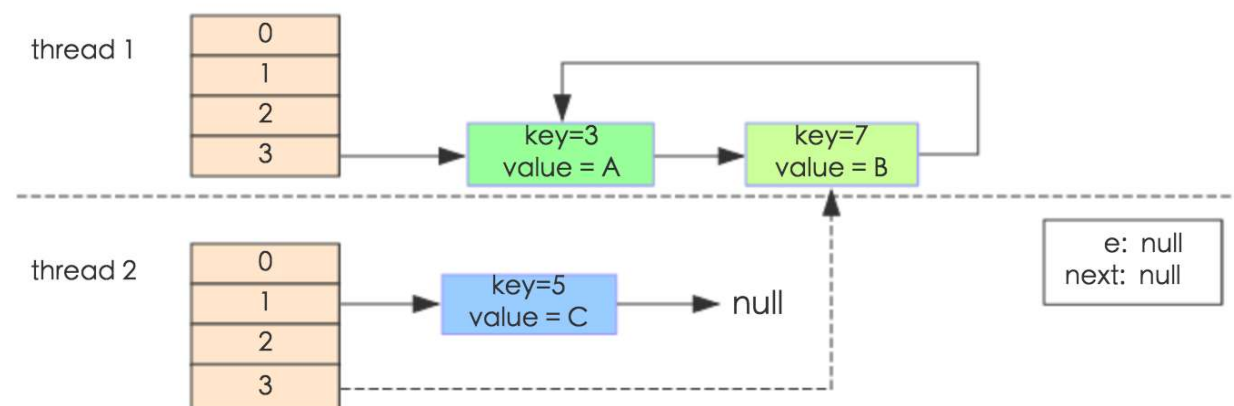 thread 1
0
1
2
3
key=3
value = A
key=7
value = B
thread 2
0
1
2
3
key=5
value = C
null
e: null
next: null